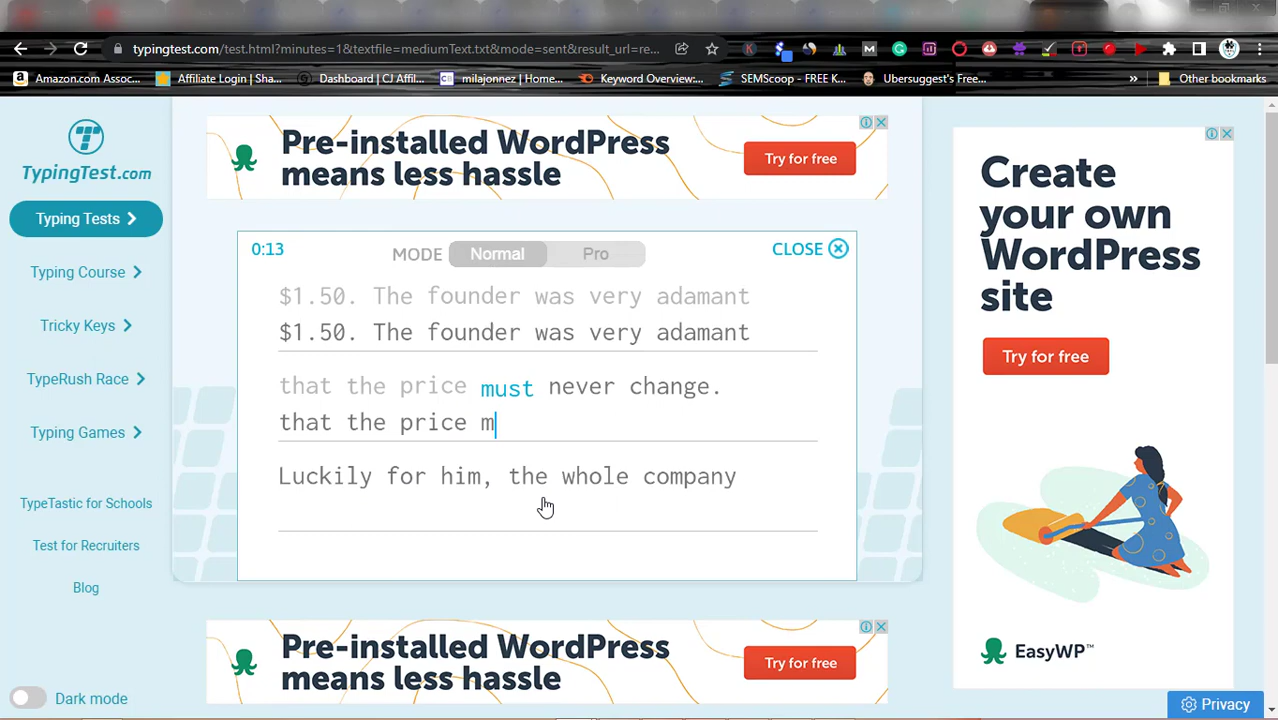 typingtest.com/test.html?minutes=1&textfile=mediumText.txt&mode=sent&result_url=re...
Amazon.com Assoc...
Affiliate Login | Sha...
Dashboard | CJ Affil...
milajonnez | Home...
Keyword Overview...
SEMScoop - FREE K...
Ubersuggest's Free...
»
Other bookmarks
TypingTest.com
Typing Tests
Typing Course
Tricky Keys
TypeRush Race
Typing Games
TypeTastic for Schools
Test for Recruiters
Blog
Dark mode
Pre-installed WordPress
means less hassle
Try for free
0:13
MODE
Normal
Pro
CLOSE
$1.50. The founder was very adamant
$1.50. The founder was very adamant
that the price must never change.
that the price m
Luckily for him, the whole company
Pre-installed WordPress
means less hassle
Try for free
Create
your own
WordPress
site
Try for free
EasyWP™
Privacy